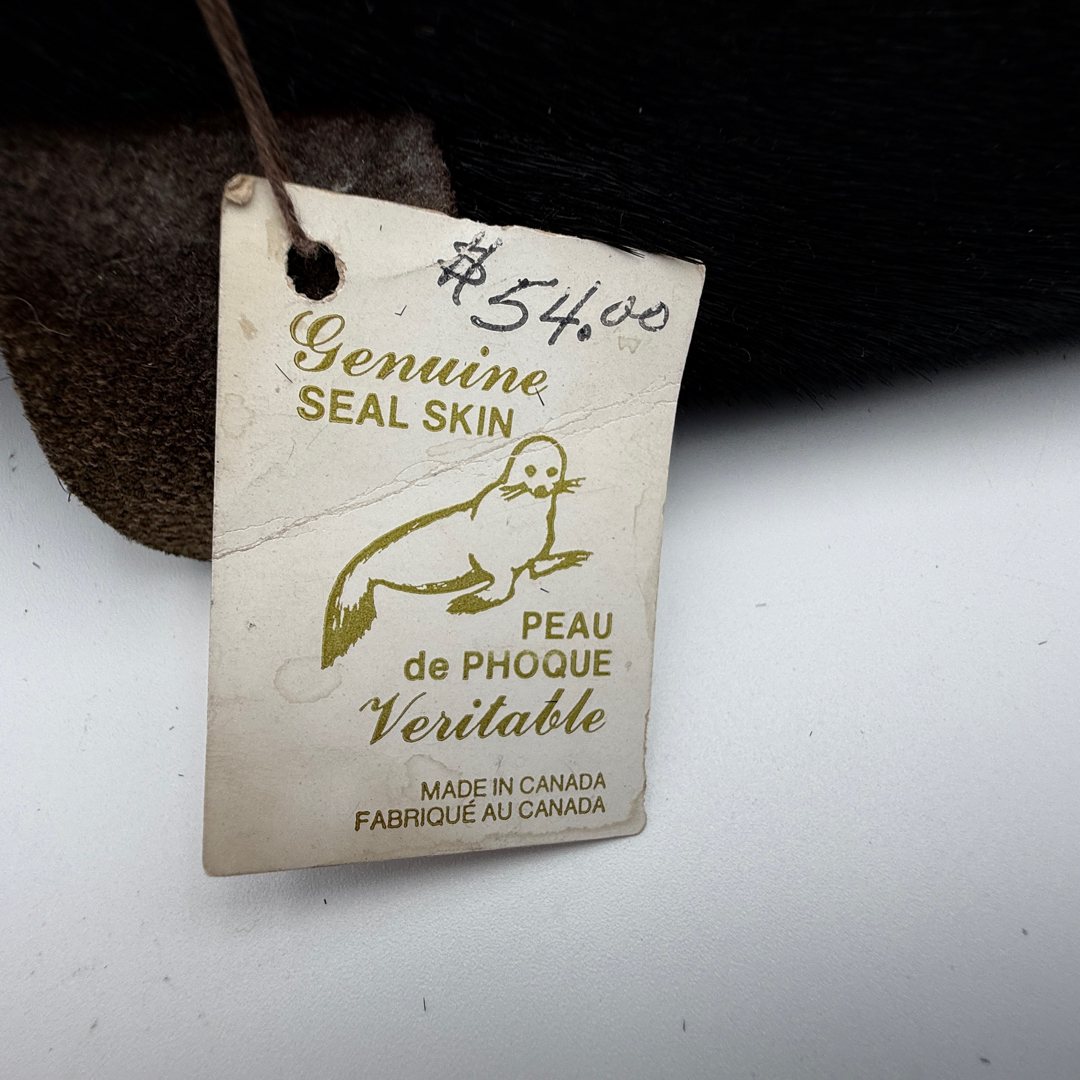 $54.00
Genuine
SEAL SKIN
PEAU
de PHOQUE
Veritable
MADE IN CANADA
FABRIQUÉ AU CANADA